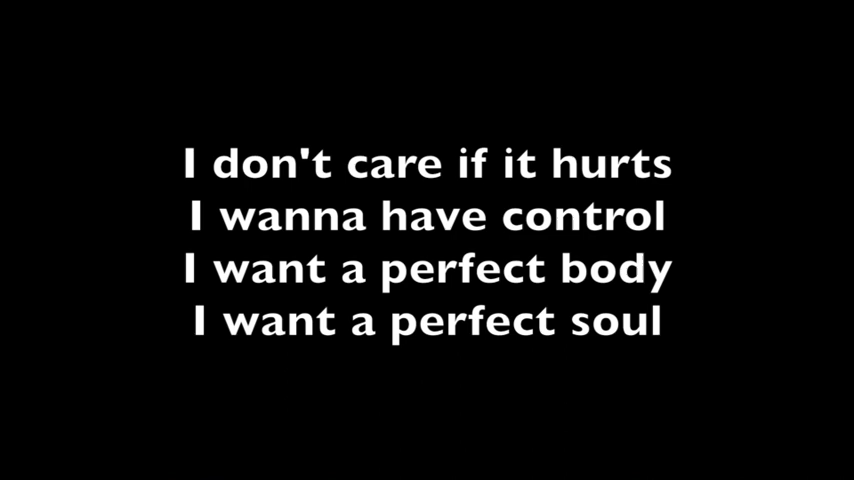 I don't care if it hurts
I wanna have control
I want a perfect body
I want a perfect soul